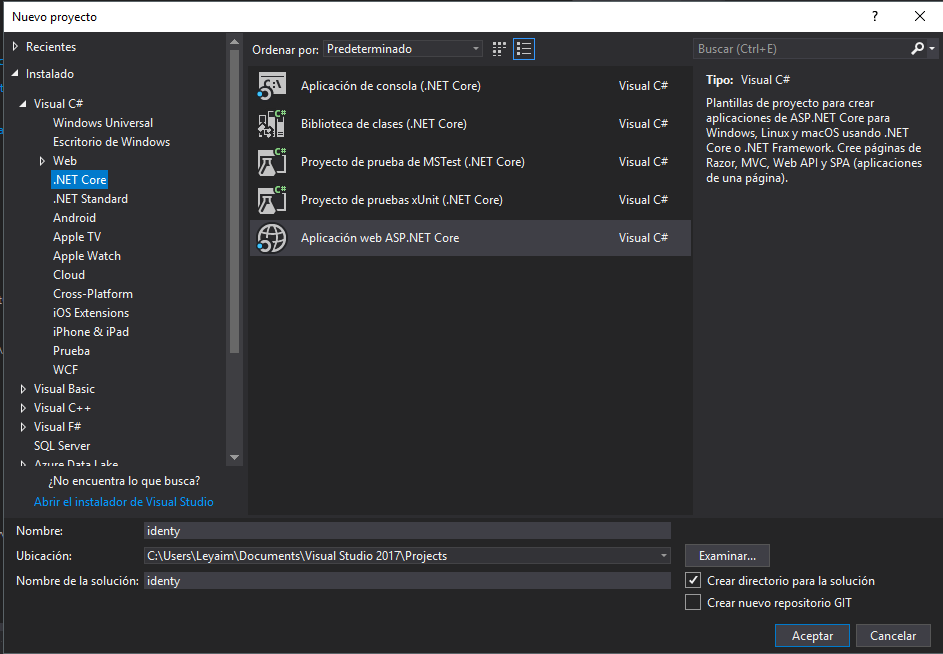 Nuevo proyecto
?
Recientes
Instalado
Visual C#
Windows Universal
Escritorio de Windows
Web
.NET Core
.NET Standard
Android
Apple TV
Apple Watch
Cloud
Cross-Platform
iOS Extensions
iPhone & iPad
Prueba
WCF
Visual Basic
Visual C++
Visual F#
SQL Server
Azure Data Lake
¿No encuentra lo que busca?
Abrir el instalador de Visual Studio
Ordenar por: Predeterminado
Aplicación de consola (.NET Core) Visual C#
C# Biblioteca de clases (.NET Core) Visual C#
C# Proyecto de prueba de MSTest (.NET Core) Visual C#
C# Proyecto de pruebas xUnit (.NET Core) Visual C#
Aplicación web ASP.NET Core Visual C#
Buscar (Ctrl+E)
Tipo: Visual C#
Plantillas de proyecto para crear
aplicaciones de ASP.NET Core para
Windows, Linux y macOS usando .NET
Core o .NET Framework. Cree páginas de
Razor, MVC, Web API y SPA (aplicaciones
de una página).
Nombre: identy
Ubicación: C:\Users\Leyaim\Documents\Visual Studio 2017\Projects
Examinar...
Nombre de la solución: identy
Crear directorio para la solución
Crear nuevo repositorio GIT
Aceptar
Cancelar